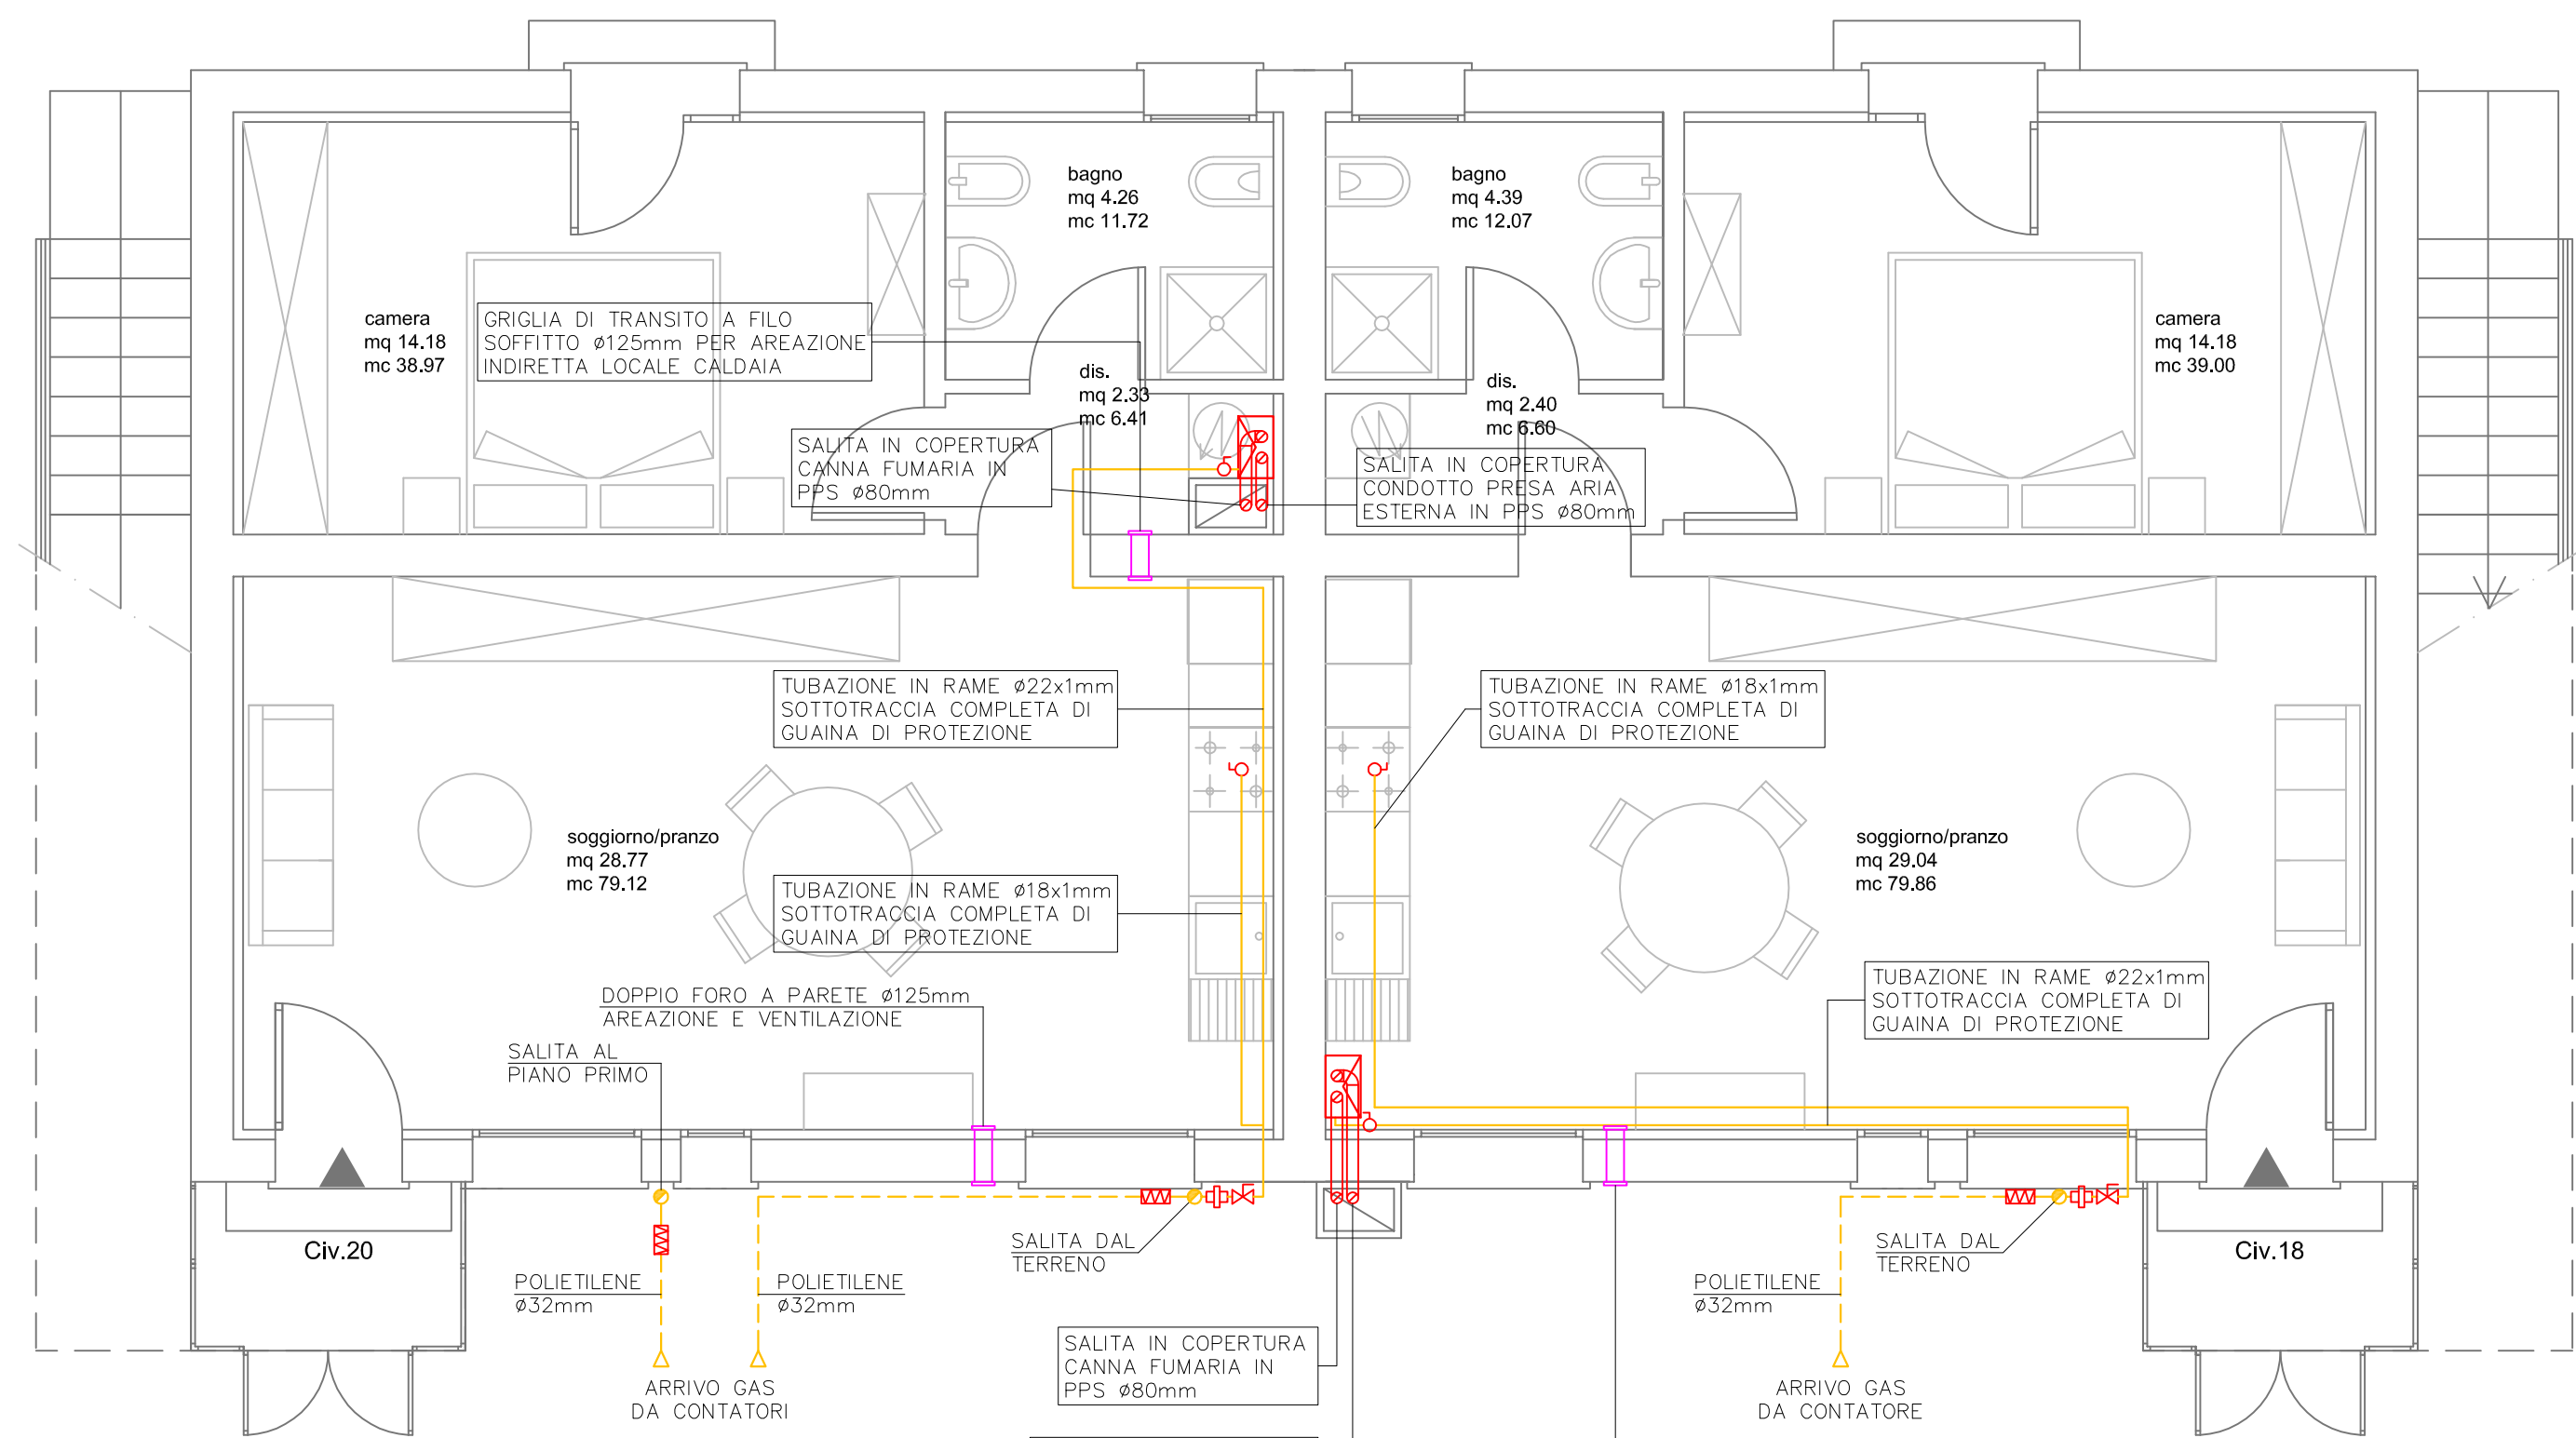 bagno
mq 4.26
mc 11.72
bagno
mq 4.39
mc 12.07
camera
mq 14.18
mc 38.97
GRIGLIA DI TRANSITO A FILO
SOFFITTO ø125mm PER AREAZIONE
INDIRETTA LOCALE CALDAIA
camera
mq 14.18
mc 39.00
dis.
mq 2.33
mc 6.41
dis.
mq 2.40
mc 6.60
SALITA IN COPERTURA
CANNA FUMARIA IN
PPS ø80mm
SALITA IN COPERTURA
CONDOTTO PRESA ARIA
ESTERNA IN PPS ø80mm
TUBAZIONE IN RAME ø22x1mm
SOTTOTRACCIA COMPLETA DI
GUAINA DI PROTEZIONE
TUBAZIONE IN RAME ø18x1mm
SOTTOTRACCIA COMPLETA DI
GUAINA DI PROTEZIONE
soggiorno/pranzo
mq 28.77
mc 79.12
soggiorno/pranzo
mq 29.04
mc 79.86
TUBAZIONE IN RAME ø18x1mm
SOTTOTRACCIA COMPLETA DI
GUAINA DI PROTEZIONE
TUBAZIONE IN RAME ø22x1mm
SOTTOTRACCIA COMPLETA DI
GUAINA DI PROTEZIONE
DOPPIO FORO A PARETE ø125mm
AREAZIONE E VENTILAZIONE
SALITA AL
PIANO PRIMO
Civ.20
SALITA DAL
TERRENO
SALITA DAL
TERRENO
Civ.18
POLIETILENE
ø32mm
POLIETILENE
ø32mm
POLIETILENE
ø32mm
SALITA IN COPERTURA
CANNA FUMARIA IN
PPS ø80mm
ARRIVO GAS
DA CONTATORI
ARRIVO GAS
DA CONTATORE